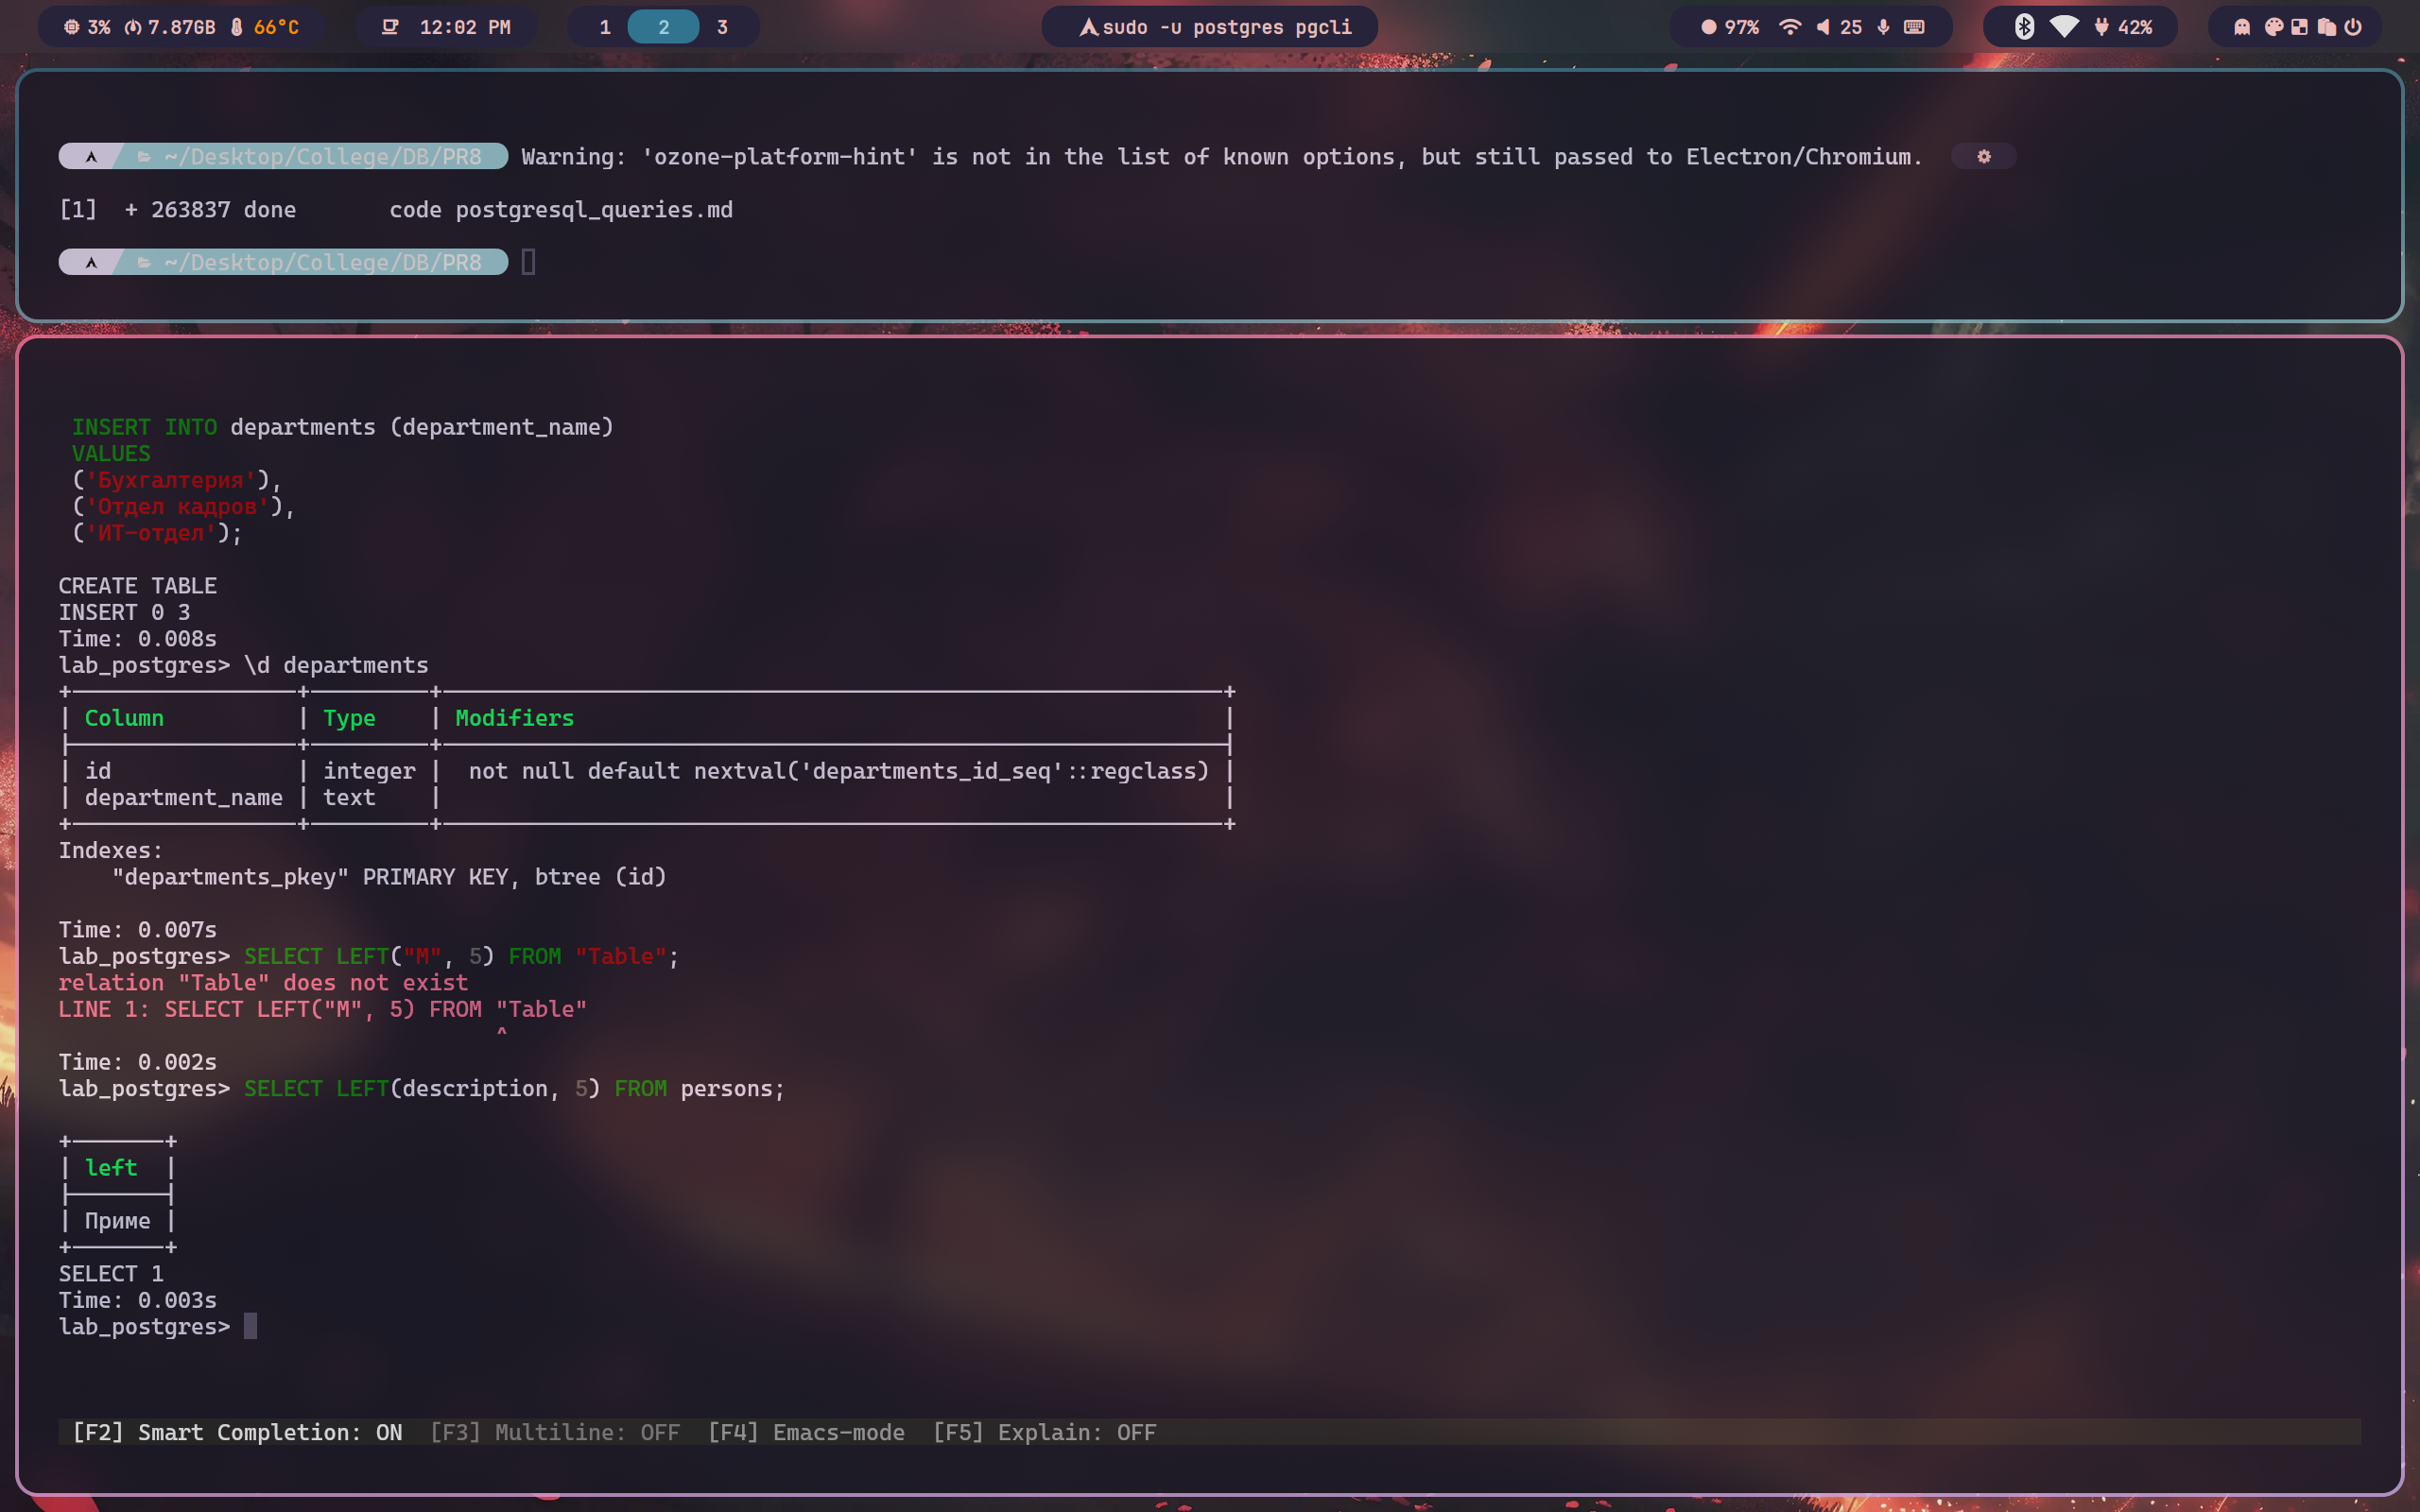 3% 7.87GB 66°C 12:02 PM 1 2 3 sudo -u postgres pgcli 97% 25 42%
~/Desktop/College/DB/PR8 Warning: 'ozone-platform-hint' is not in the list of known options, but still passed to Electron/Chromium.
[1]  + 263837 done       code postgresql_queries.md
~/Desktop/College/DB/PR8
INSERT INTO departments (department_name)
VALUES
('Бухгалтерия'),
('Отдел кадров'),
('ИТ-отдел');
CREATE TABLE
INSERT 0 3
Time: 0.008s
lab_postgres> \d departments
| Column | Type | Modifiers |
| id | integer | not null default nextval('departments_id_seq'::regclass) |
| department_name | text | |
Indexes:
"departments_pkey" PRIMARY KEY, btree (id)
Time: 0.007s
lab_postgres> SELECT LEFT("M", 5) FROM "Table";
relation "Table" does not exist
LINE 1: SELECT LEFT("M", 5) FROM "Table"
^
Time: 0.002s
lab_postgres> SELECT LEFT(description, 5) FROM persons;
| left |
| Приме |
SELECT 1
Time: 0.003s
lab_postgres>
[F2] Smart Completion: ON  [F3] Multiline: OFF  [F4] Emacs-mode  [F5] Explain: OFF